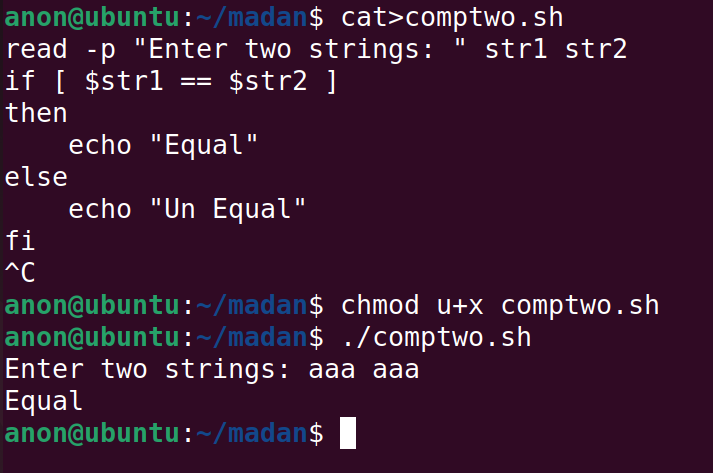 anon@ubuntu:~/madan$ cat>comptwo.sh
read -p "Enter two strings: " str1 str2
if [ $str1 == $str2 ]
then
    echo "Equal"
else
    echo "Un Equal"
fi
^C
anon@ubuntu:~/madan$ chmod u+x comptwo.sh
anon@ubuntu:~/madan$ ./comptwo.sh
Enter two strings: aaa aaa
Equal
anon@ubuntu:~/madan$